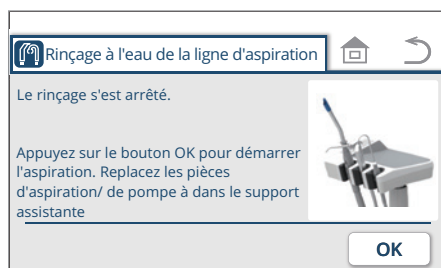 Rinçage à l'eau de la ligne d'aspiration
Le rinçage s'est arrêté.
Appuyez sur le bouton OK pour démarrer
l'aspiration. Replacez les pièces
d'aspiration/ de pompe à dans le support
assistante
OK